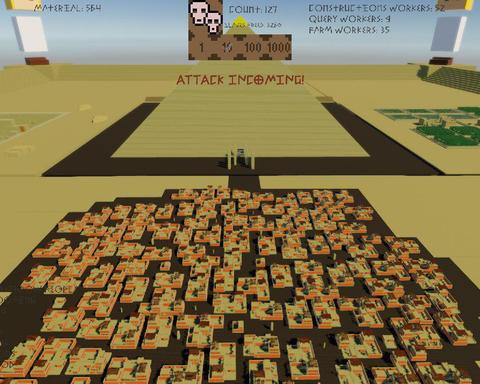 MATERIAL: 564
COUNT: 127
CONSTRUCTIONS WORKERS: 52
QUERY WORKERS: 4
FARM WORKERS: 35
1 10 100 1000
ATTACK INCOMING!